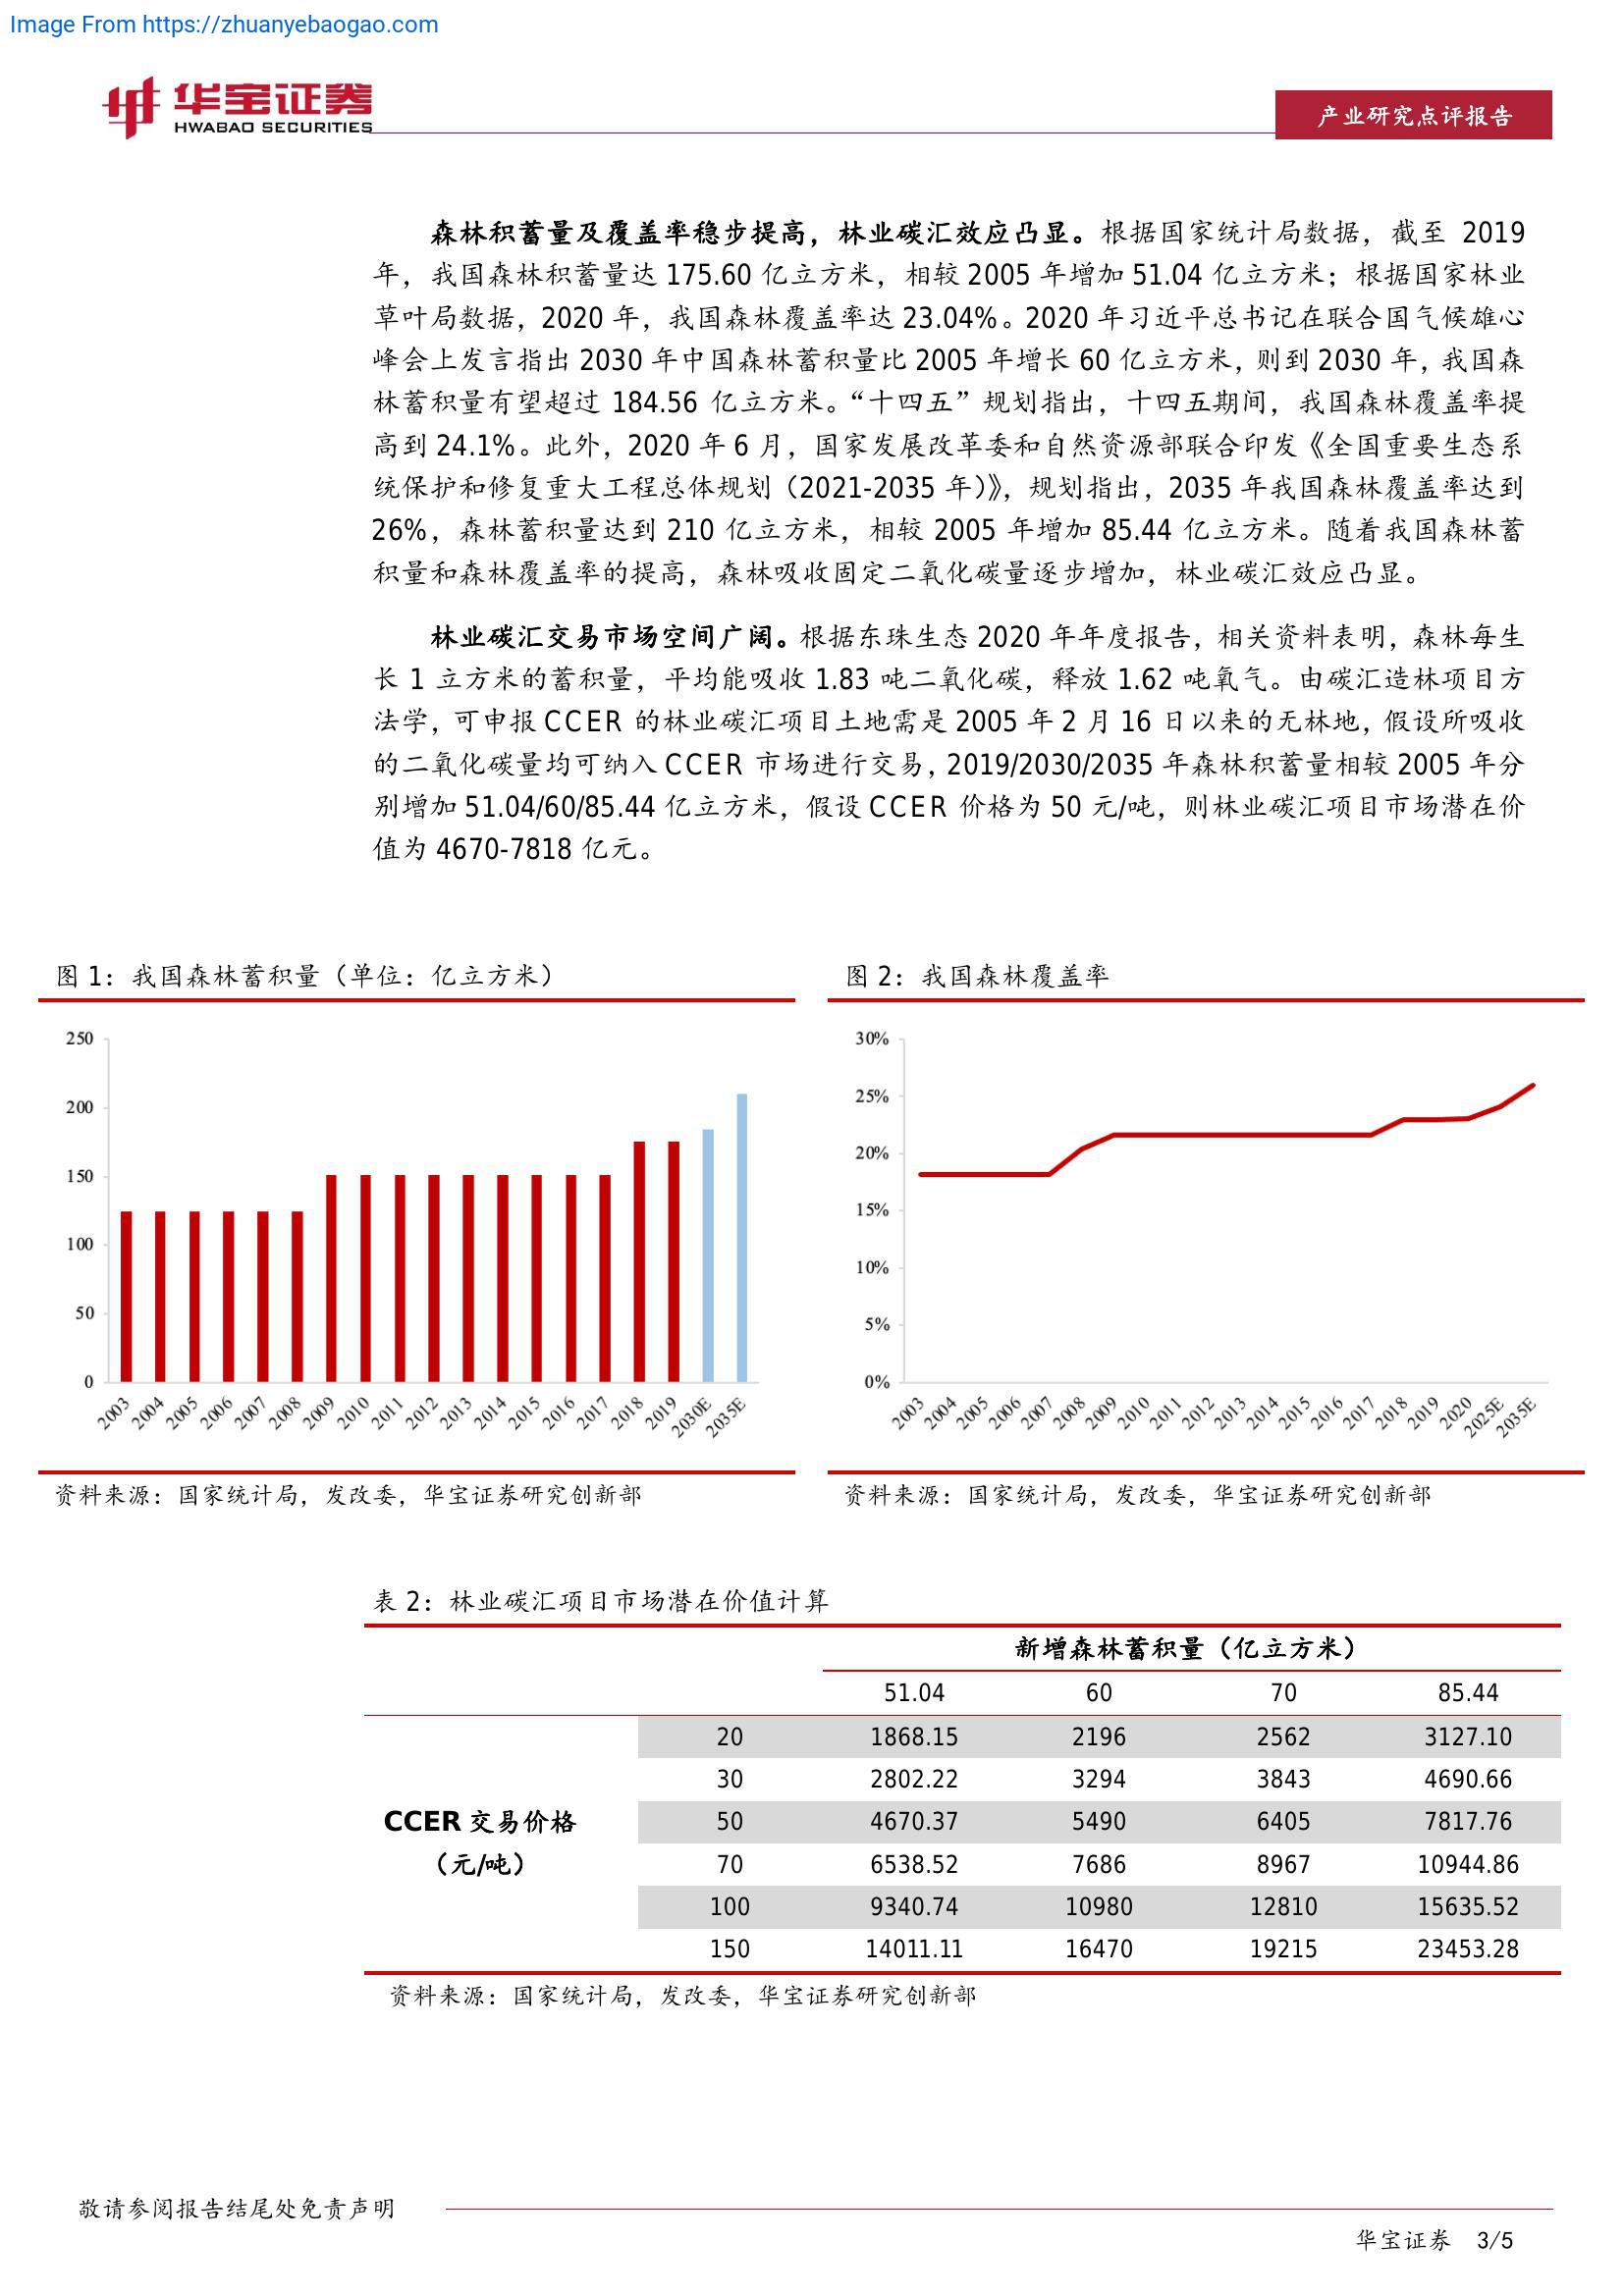 Image From https://zhuanyebaogao.com
华宝证券
HWABAO SECURITIES
产业研究点评报告
森林积蓄量及覆盖率稳步提高，林业碳汇效应凸显。根据国家统计局数据，截至 2019
年，我国森林积蓄量达 175.60 亿立方米，相较 2005 年增加 51.04 亿立方米；根据国家林业
草叶局数据，2020 年，我国森林覆盖率达 23.04%。2020 年习近平总书记在联合国气候雄心
峰会上发言指出 2030 年中国森林蓄积量比 2005 年增长 60 亿立方米，则到 2030 年，我国森
林蓄积量有望超过 184.56 亿立方米。“十四五”规划指出，十四五期间，我国森林覆盖率提
高到 24.1%。此外，2020 年 6 月，国家发展改革委和自然资源部联合印发《全国重要生态系
统保护和修复重大工程总体规划（2021-2035 年）》，规划指出，2035 年我国森林覆盖率达到
26%，森林蓄积量达到 210 亿立方米，相较 2005 年增加 85.44 亿立方米。随着我国森林蓄
积量和森林覆盖率的提高，森林吸收固定二氧化碳量逐步增加，林业碳汇效应凸显。
林业碳汇交易市场空间广阔。根据东珠生态 2020 年年度报告，相关资料表明，森林每生
长 1 立方米的蓄积量，平均能吸收 1.83 吨二氧化碳，释放 1.62 吨氧气。由碳汇造林项目方
法学，可申报 CCER 的林业碳汇项目土地需是 2005 年 2 月 16 日以来的无林地，假设所吸收
的二氧化碳量均可纳入 CCER 市场进行交易，2019/2030/2035 年森林积蓄量相较 2005 年分
别增加 51.04/60/85.44 亿立方米，假设 CCER 价格为 50 元/吨，则林业碳汇项目市场潜在价
值为 4670-7818 亿元。
图 1：我国森林蓄积量（单位：亿立方米）
250
200
150
100
50
0
2003 2004 2005 2006 2007 2008 2009 2010 2011 2012 2013 2014 2015 2016 2017 2018 2019 2030E 2035E
资料来源：国家统计局，发改委，华宝证券研究创新部
图 2：我国森林覆盖率
30%
25%
20%
15%
10%
5%
0%
2003 2004 2005 2006 2007 2008 2009 2010 2011 2012 2013 2014 2015 2016 2017 2018 2019 2020 2025E 2035E
资料来源：国家统计局，发改委，华宝证券研究创新部
表 2：林业碳汇项目市场潜在价值计算
新增森林蓄积量（亿立方米）
51.04 60 70 85.44
CCER 交易价格
（元/吨）
20 1868.15 2196 2562 3127.10
30 2802.22 3294 3843 4690.66
50 4670.37 5490 6405 7817.76
70 6538.52 7686 8967 10944.86
100 9340.74 10980 12810 15635.52
150 14011.11 16470 19215 23453.28
资料来源：国家统计局，发改委，华宝证券研究创新部
敬请参阅报告结尾处免责声明
华宝证券 3/5